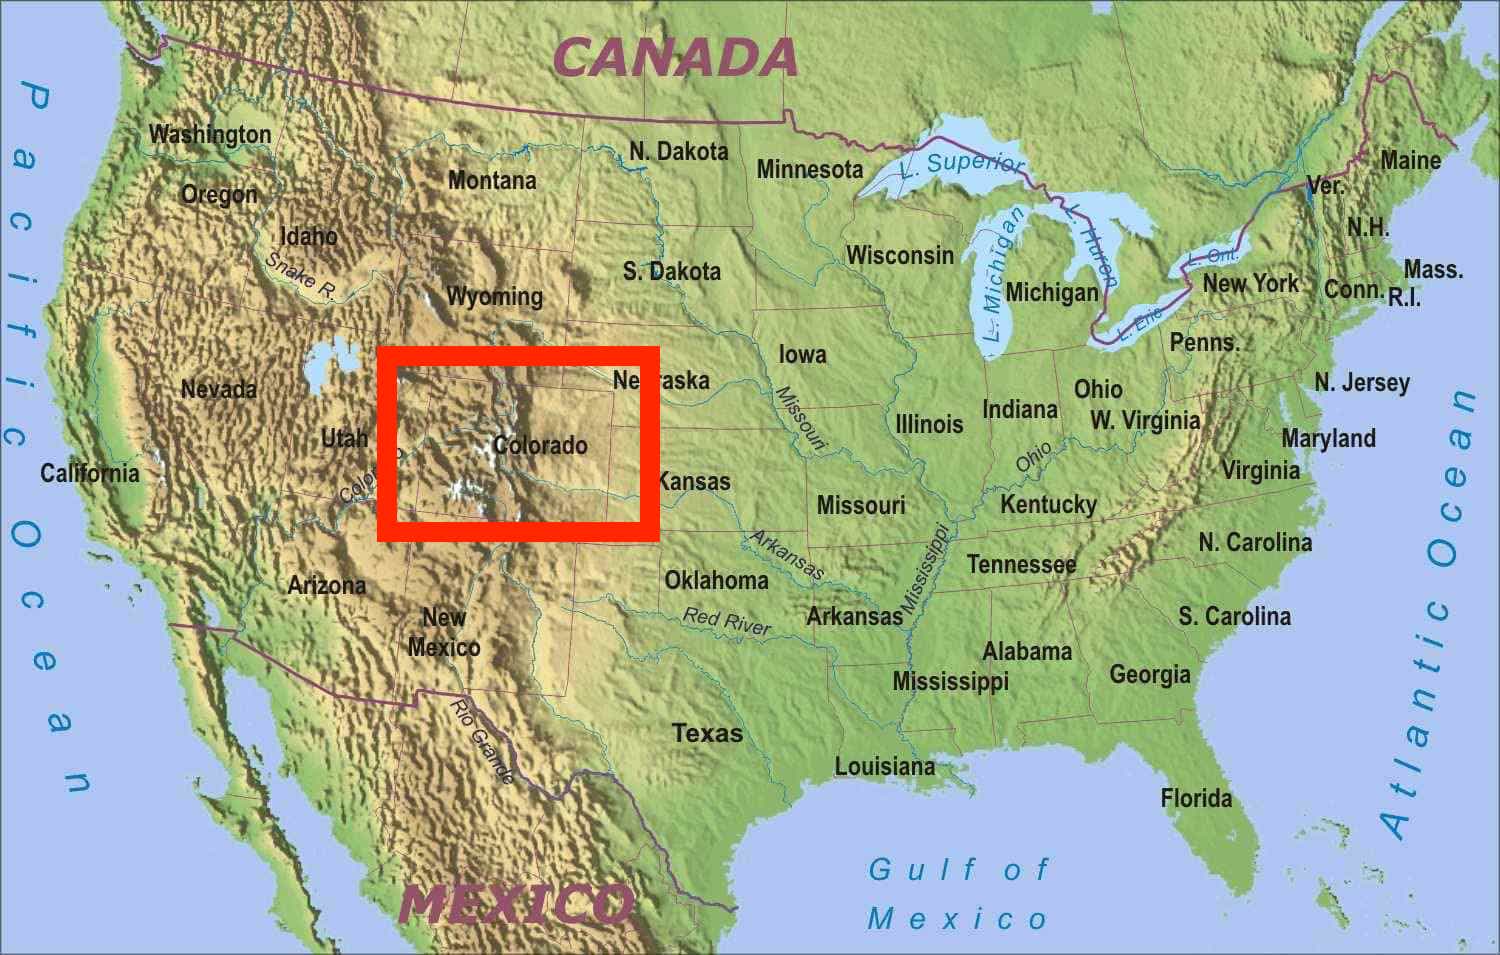 CANADA
Pacific Ocean
Washington
N. Dakota
Minnesota
L. Superior
Maine
Montana
Oregon
Ver.
Idaho
N.H.
Wisconsin
L. Michigan
L. Huron
L. Ont.
Snake R.
S. Dakota
Mass.
Wyoming
Michigan
New York
Conn.
R.I.
L. Erie
Penns.
Iowa
Nebraska
Nevada
Ohio
N. Jersey
Missouri
Indiana
W. Virginia
Illinois
Utah
Colorado
Maryland
Ohio
California
Colorado
Kansas
Virginia
Missouri
Kentucky
Arkansas
Mississippi
N. Carolina
Tennessee
Arizona
Oklahoma
New
Mexico
Red River
Arkansas
S. Carolina
Alabama
Mississippi
Georgia
Rio Grande
Texas
Louisiana
Florida
Atlantic Ocean
Gulf of
Mexico
MEXICO